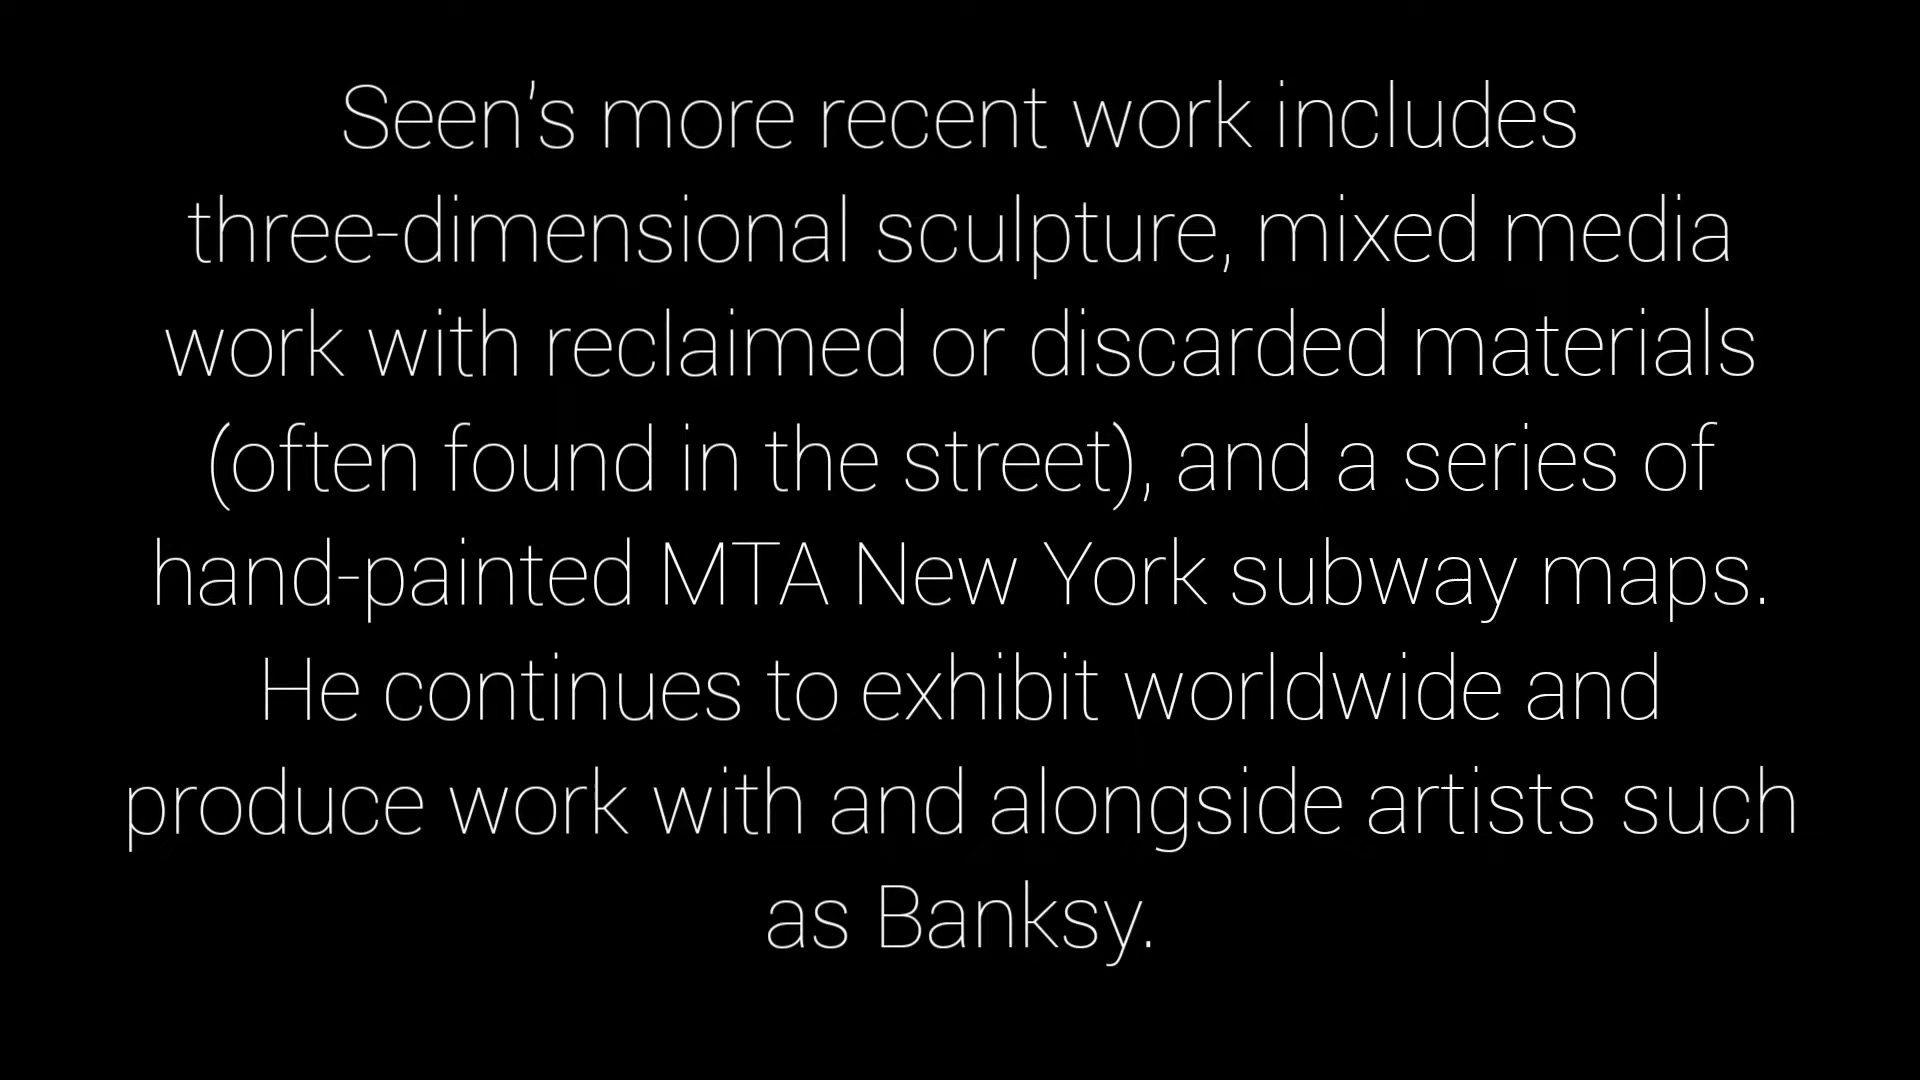 Seen’s more recent work includes
three-dimensional sculpture, mixed media
work with reclaimed or discarded materials
(often found in the street), and a series of
hand-painted MTA New York subway maps.
He continues to exhibit worldwide and
produce work with and alongside artists such
as Banksy.